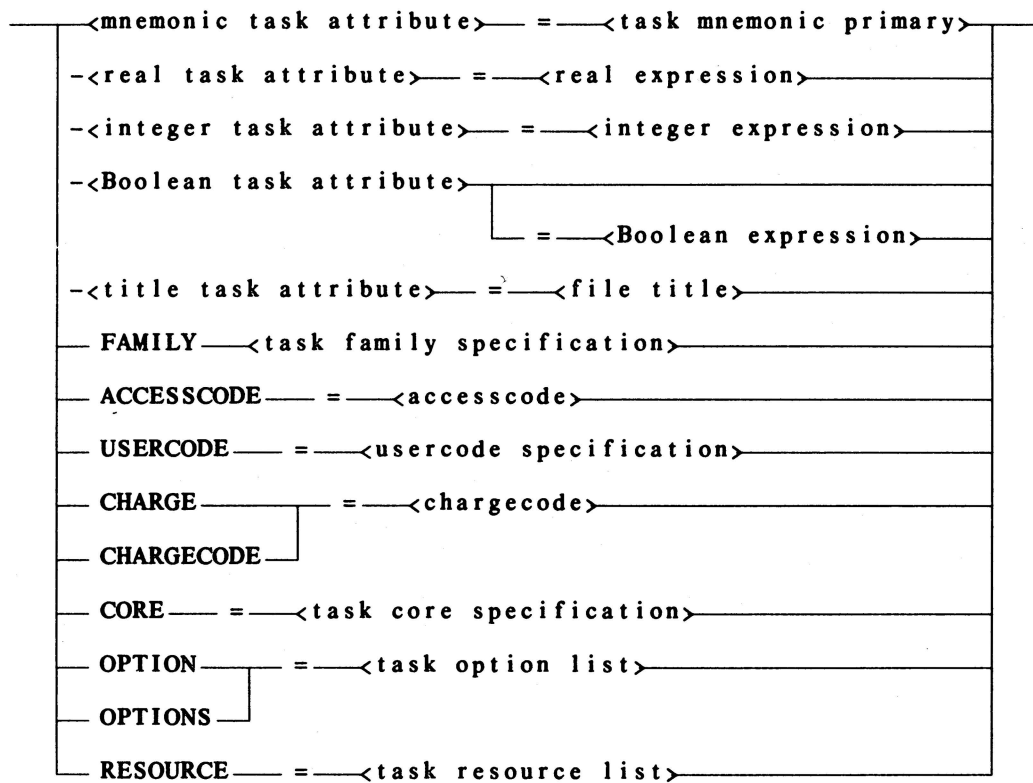 <mnemonic task attribute> = <task mnemonic primary>
-<real task attribute> = <real expression>
-<integer task attribute> = <integer expression>
-<Boolean task attribute>
= <Boolean expression>
-<title task attribute> = <file title>
FAMILY <task family specification>
ACCESSCODE = <accesscode>
USERCODE = <usercode specification>
CHARGE = <chargecode>
CHARGECODE
CORE = <task core specification>
OPTION = <task option list>
OPTIONS
RESOURCE = <task resource list>